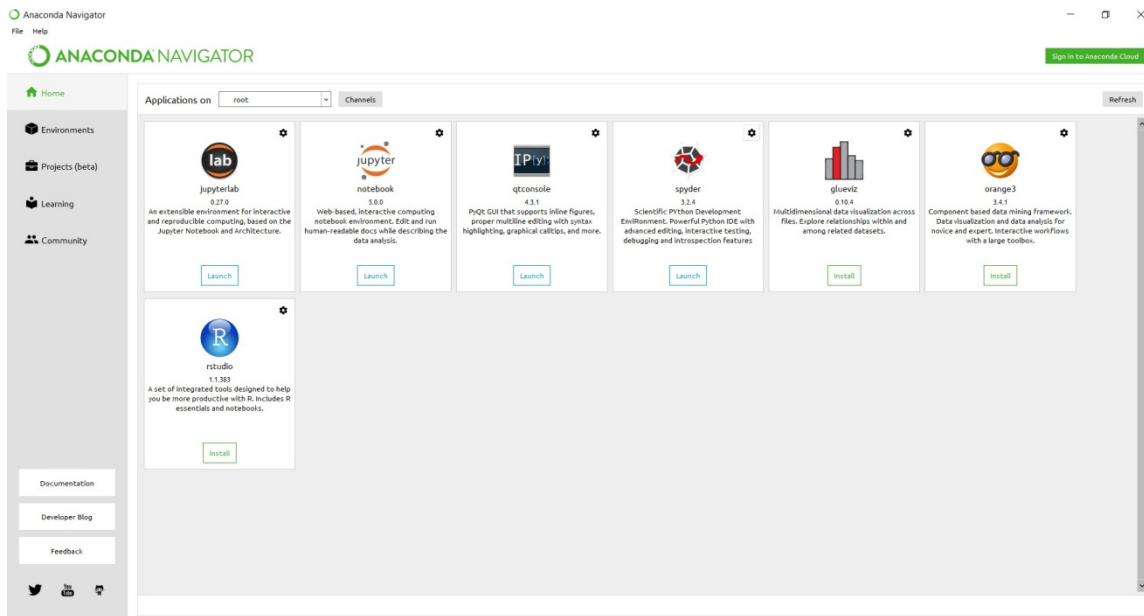 Anaconda Navigator
File Help
ANACONDA NAVIGATOR
Sign in to Anaconda Cloud
Home
Environments
Projects (beta)
Learning
Community
Documentation
Developer Blog
Feedback
You
Tube
Applications on root Channels Refresh
lab
jupyterlab
0.27.0
An extensible environment for interactive
and reproducible computing, based on the
Jupyter Notebook and Architecture.
Launch
jupyter
notebook
5.0.0
Web-based, interactive computing
notebook environment. Edit and run
human-readable docs while describing the
data analysis.
Launch
IP[y]:
qtconsole
4.3.1
PyQt GUI that supports inline figures,
proper multiline editing with syntax
highlighting, graphical calltips, and more.
Launch
spyder
3.2.4
Scientific PYthon Development
EnviRonment. Powerful Python IDE with
advanced editing, interactive testing,
debugging and introspection features
Launch
glueviz
0.10.4
Multidimensional data visualization across
files. Explore relationships within and
among related datasets.
Install
orange3
3.4.1
Component based data mining framework.
Data visualization and data analysis for
novice and expert. Interactive workflows
with a large toolbox.
Install
R
rstudio
1.1.383
A set of integrated tools designed to help
you be more productive with R. Includes R
essentials and notebooks.
Install